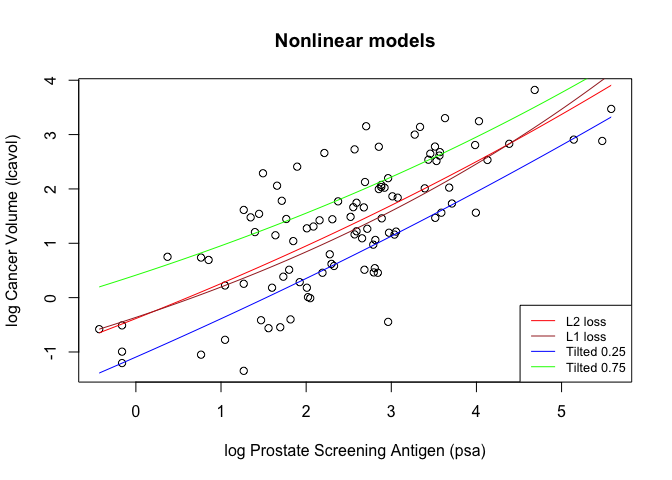 Nonlinear models
log Cancer Volume (lcavol)
4
3
2
1
0
-1
L2 loss
L1 loss
Tilted 0.25
Tilted 0.75
0 1 2 3 4 5
log Prostate Screening Antigen (psa)